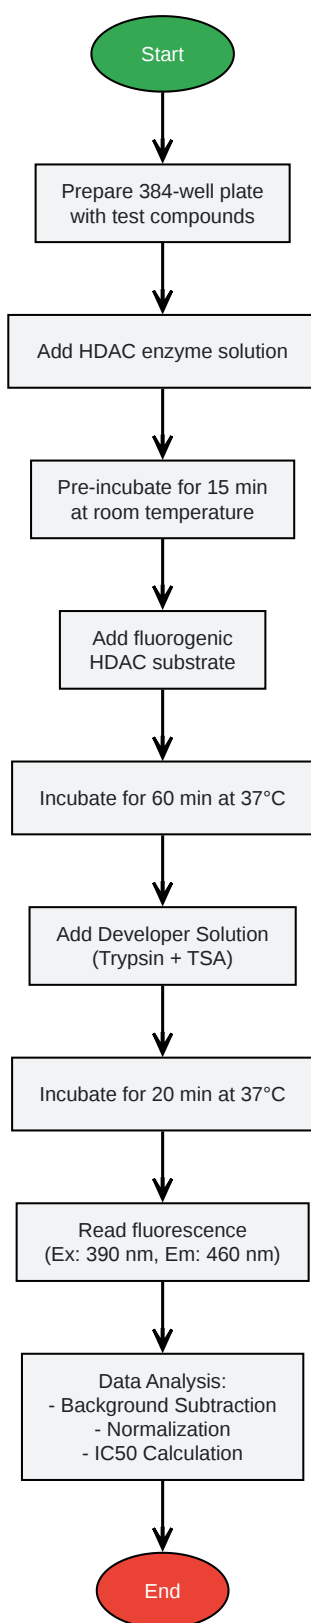 Start
Prepare 384-well plate
with test compounds
Add HDAC enzyme solution
Pre-incubate for 15 min
at room temperature
Add fluorogenic
HDAC substrate
Incubate for 60 min at 37°C
Add Developer Solution
(Trypsin + TSA)
Incubate for 20 min at 37°C
Read fluorescence
(Ex: 390 nm, Em: 460 nm)
Data Analysis:
- Background Subtraction
- Normalization
- IC50 Calculation
End